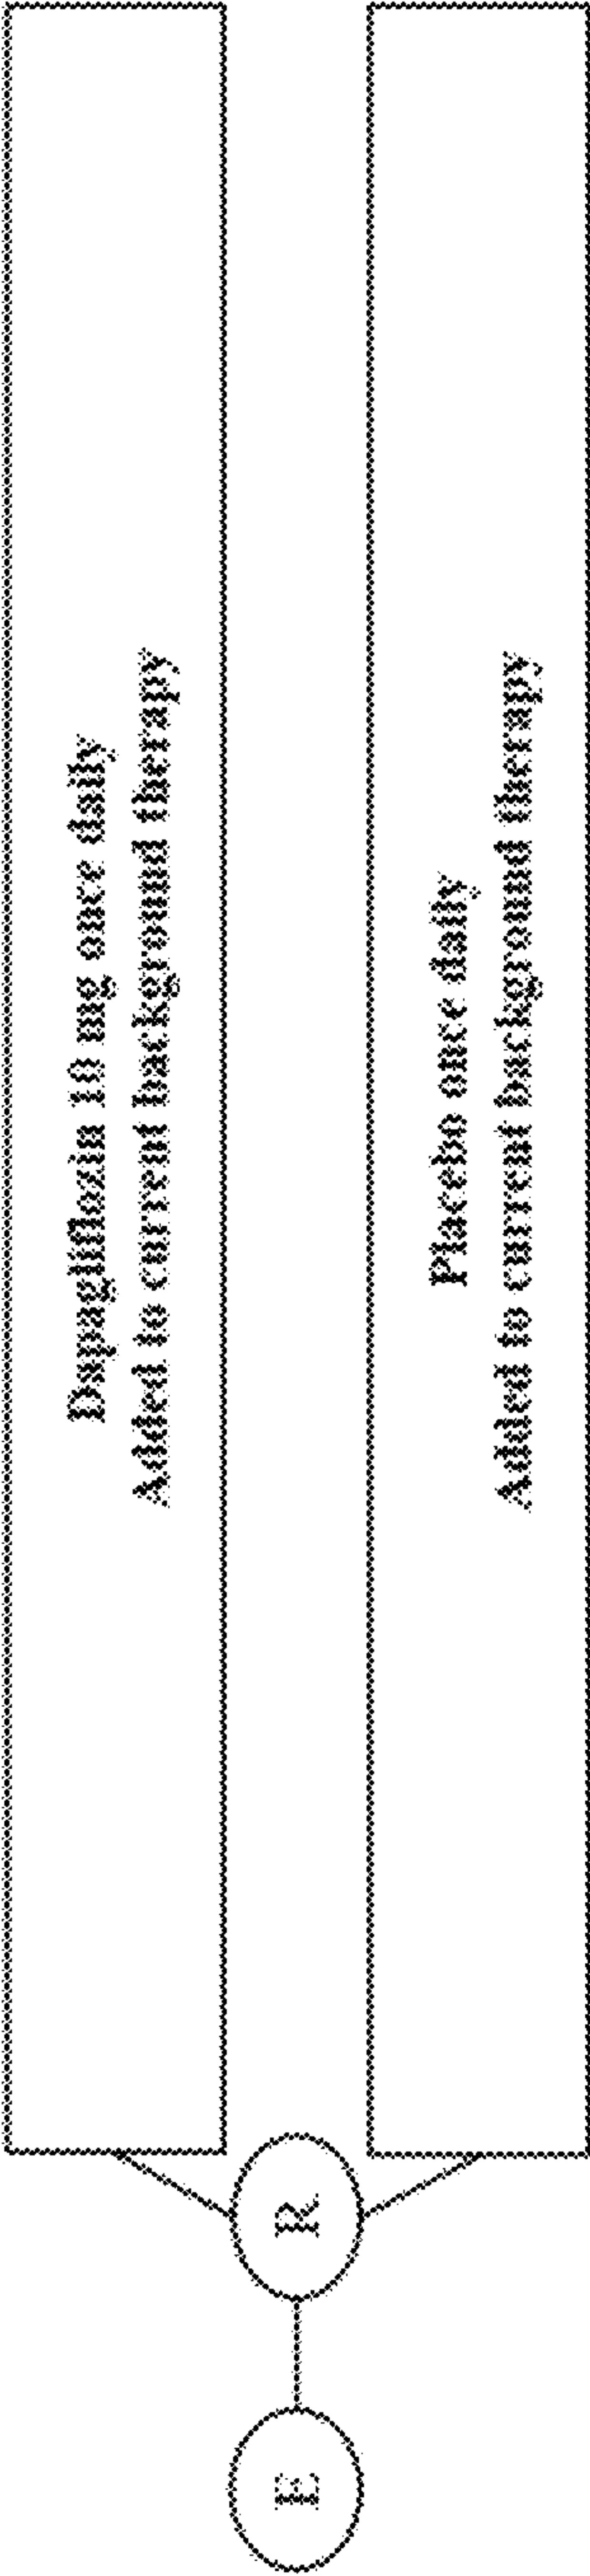 E
R
Dapagliflozin 10 mg once daily
Added to current background therapy
Placebo once daily
Added to current background therapy